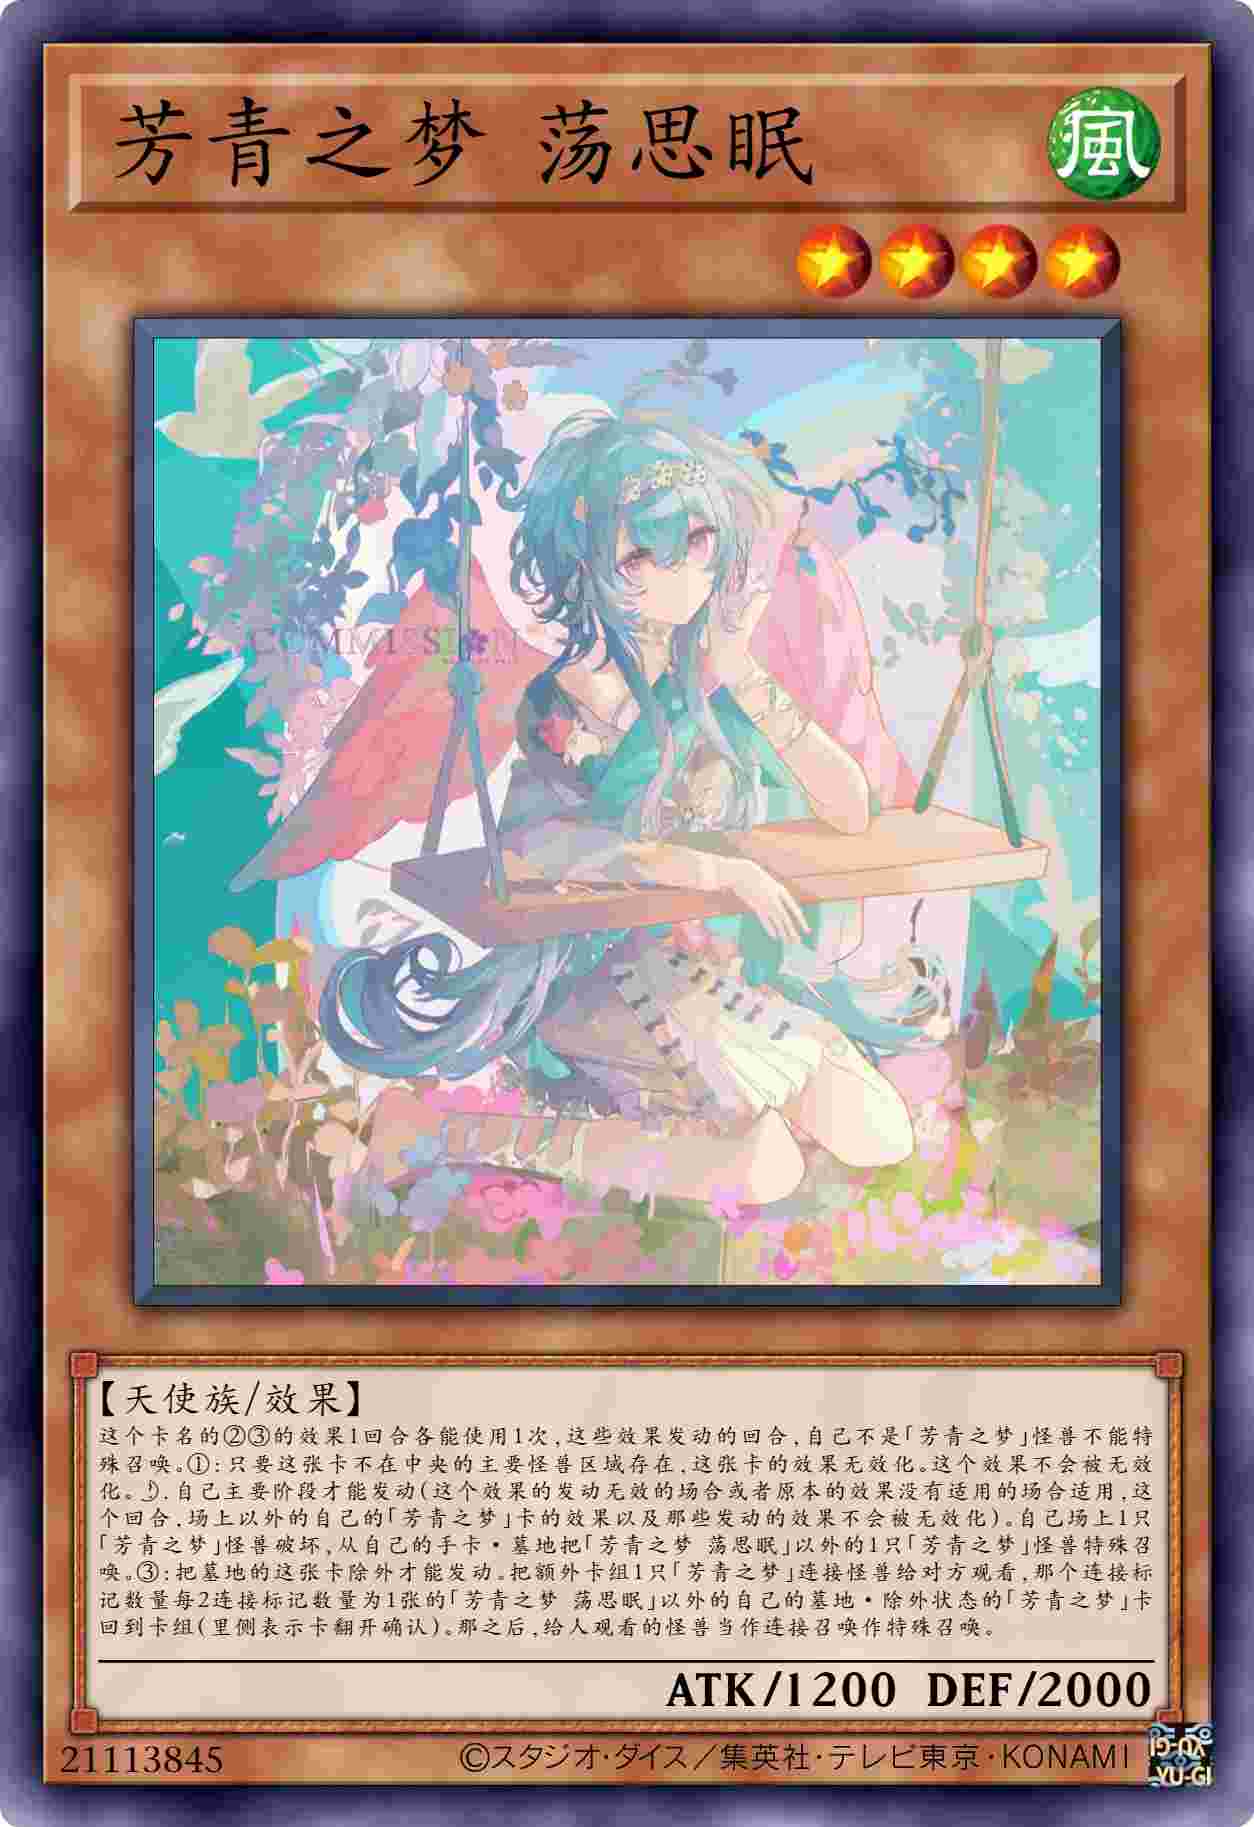 芳青之梦 荡思眠
風
COMMISSION
【天使族/效果】
这个卡名的②③的效果1回合各能使用1次,这些效果发动的回合,自己不是「芳青之梦」怪兽不能特
殊召唤。①:只要这张卡不在中央的主要怪兽区域存在,这张卡的效果无效化。这个效果不会被无效
化。②.自己主要阶段才能发动(这个效果的发动无效的场合或者原本的效果没有适用的场合适用,这
个回合,场上以外的自己的「芳青之梦」卡的效果以及那些发动的效果不会被无效化)。自己场上1只
「芳青之梦」怪兽破坏,从自己的手卡·墓地把「芳青之梦 荡思眠」以外的1只「芳青之梦」怪兽特殊召
唤。③:把墓地的这张卡除外才能发动。把额外卡组1只「芳青之梦」连接怪兽给对方观看,那个连接标
记数量每2连接标记数量为1张的「芳青之梦 荡思眠」以外的自己的墓地·除外状态的「芳青之梦」卡
回到卡组(里侧表示卡翻开确认)。那之后,给人观看的怪兽当作连接召唤作特殊召唤。
ATK/1200 DEF/2000
21113845
©スタジオ·ダイス/集英社·テレビ東京·KONAMI
YU-GI